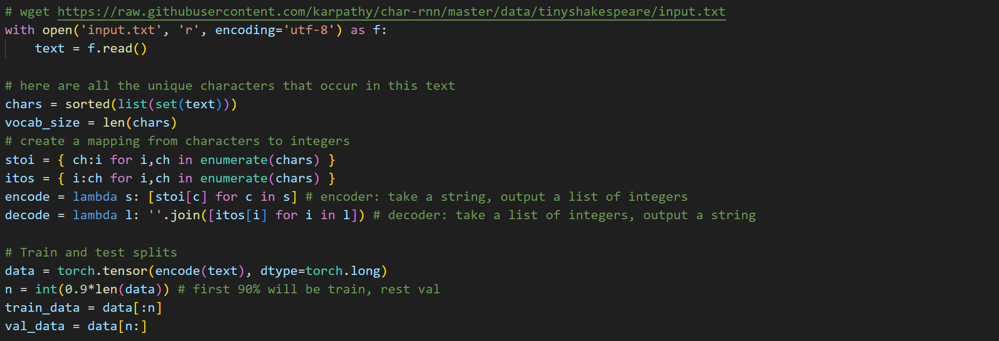 # wget https://raw.githubusercontent.com/karpathy/char-rnn/master/data/tinyshakespeare/input.txt
with open('input.txt', 'r', encoding='utf-8') as f:
    text = f.read()

# here are all the unique characters that occur in this text
chars = sorted(list(set(text)))
vocab_size = len(chars)
# create a mapping from characters to integers
stoi = { ch:i for i,ch in enumerate(chars) }
itos = { i:ch for i,ch in enumerate(chars) }
encode = lambda s: [stoi[c] for c in s] # encoder: take a string, output a list of integers
decode = lambda l: ''.join([itos[i] for i in l]) # decoder: take a list of integers, output a string

# Train and test splits
data = torch.tensor(encode(text), dtype=torch.long)
n = int(0.9*len(data)) # first 90% will be train, rest val
train_data = data[:n]
val_data = data[n:]